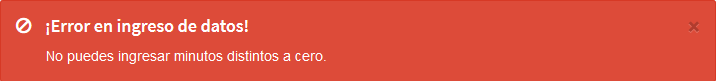 ¡Error en ingreso de datos!
No puedes ingresar minutos distintos a cero.